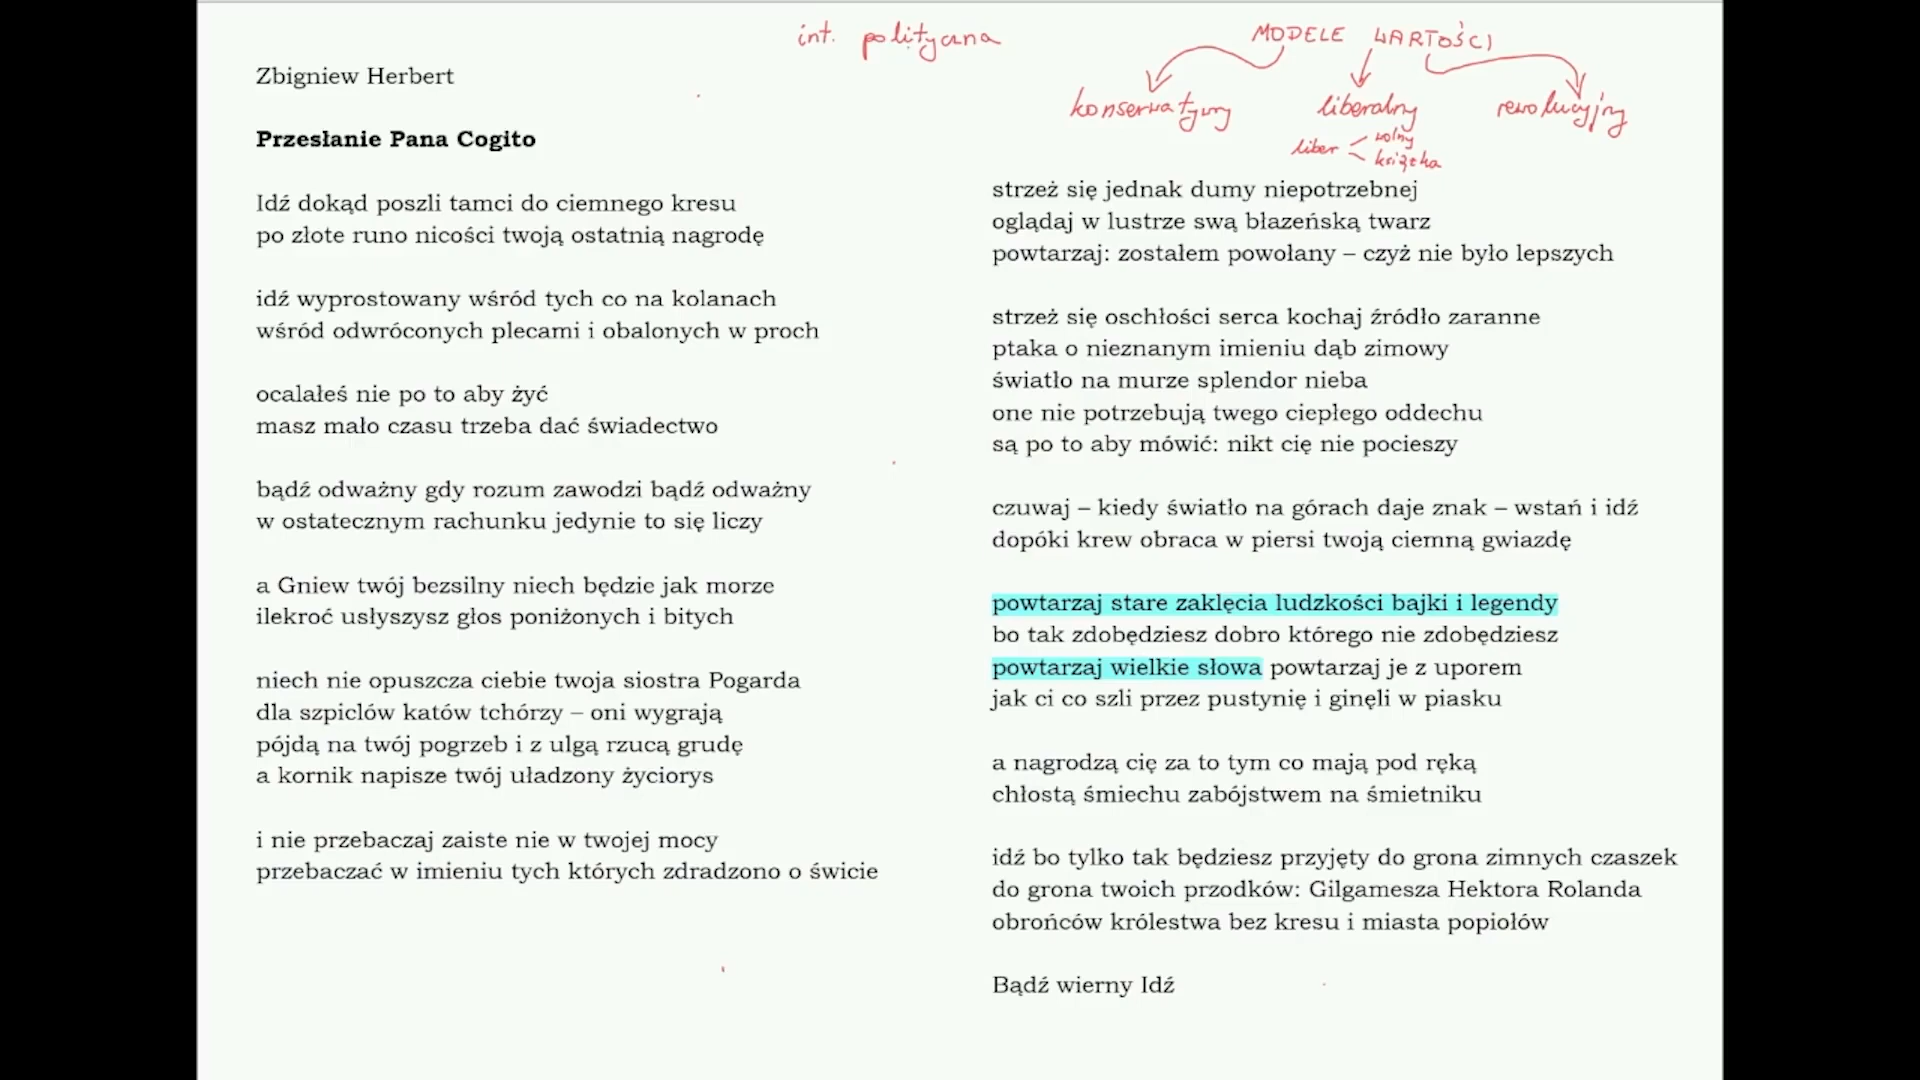 int. polityczna
MODELE WARTOŚCI
konserwatywny liberalny rewolucyjny
liber wolny
książka
Zbigniew Herbert
Przesłanie Pana Cogito
Idź dokąd poszli tamci do ciemnego kresu
po złote runo nicości twoją ostatnią nagrodę
idź wyprostowany wśród tych co na kolanach
wśród odwróconych plecami i obalonych w proch
ocalałeś nie po to aby żyć
masz mało czasu trzeba dać świadectwo
bądź odważny gdy rozum zawodzi bądź odważny
w ostatecznym rachunku jedynie to się liczy
a Gniew twój bezsilny niech będzie jak morze
ilekroć usłyszysz głos poniżonych i bitych
niech nie opuszcza ciebie twoja siostra Pogarda
dla szpiclów katów tchórzy – oni wygrają
pójdą na twój pogrzeb i z ulgą rzucą grudę
a kornik napisze twój uładzony życiorys
i nie przebaczaj zaiste nie w twojej mocy
przebaczać w imieniu tych których zdradzono o świcie
strzeż się jednak dumy niepotrzebnej
oglądaj w lustrze swą błazeńską twarz
powtarzaj: zostałem powołany – czyż nie było lepszych
strzeż się oschłości serca kochaj źródło zaranne
ptaka o nieznanym imieniu dąb zimowy
światło na murze splendor nieba
one nie potrzebują twego ciepłego oddechu
są po to aby mówić: nikt cię nie pocieszy
czuwaj – kiedy światło na górach daje znak – wstań i idź
dopóki krew obraca w piersi twoją ciemną gwiazdę
powtarzaj stare zaklęcia ludzkości bajki i legendy
bo tak zdobędziesz dobro którego nie zdobędziesz
powtarzaj wielkie słowa powtarzaj je z uporem
jak ci co szli przez pustynię i ginęli w piasku
a nagrodzą cię za to tym co mają pod ręką
chłostą śmiechu zabójstwem na śmietniku
idź bo tylko tak będziesz przyjęty do grona zimnych czaszek
do grona twoich przodków: Gilgamesza Hektora Rolanda
obrońców królestwa bez kresu i miasta popiołów
Bądź wierny Idź